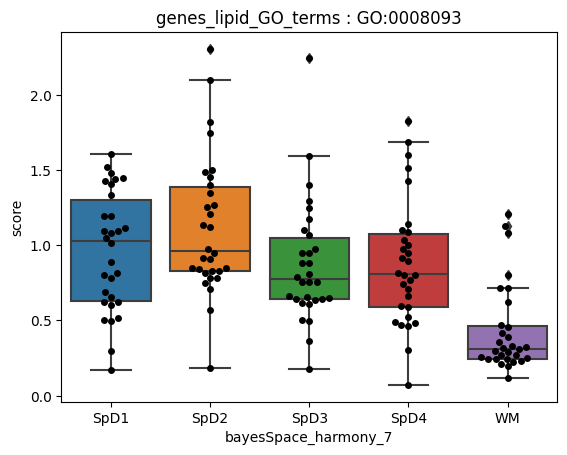 genes_lipid_GO_terms : GO:0008093
score
2.0
1.5
1.0
0.5
0.0
SpD1 SpD2 SpD3 SpD4 WM
bayesSpace_harmony_7